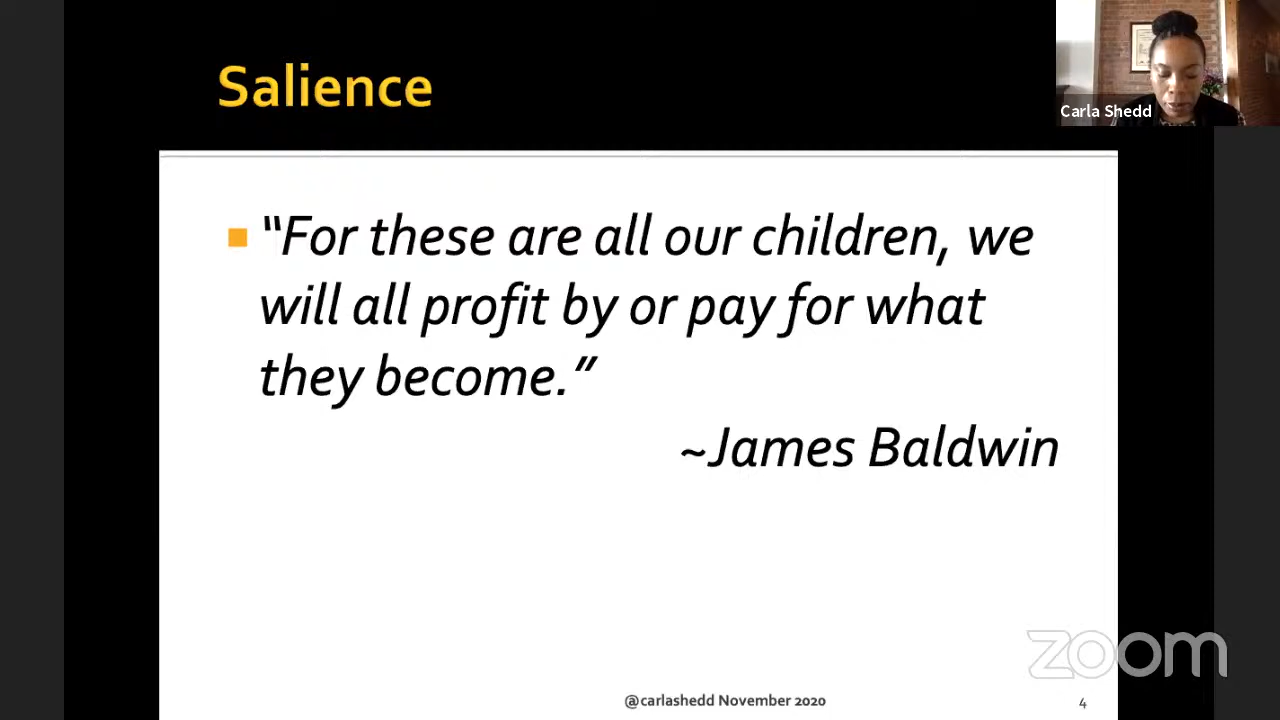 Salience
Carla Shedd
“For these are all our children, we
will all profit by or pay for what
they become.”
~James Baldwin
zoom
@carlashedd November 2020
4